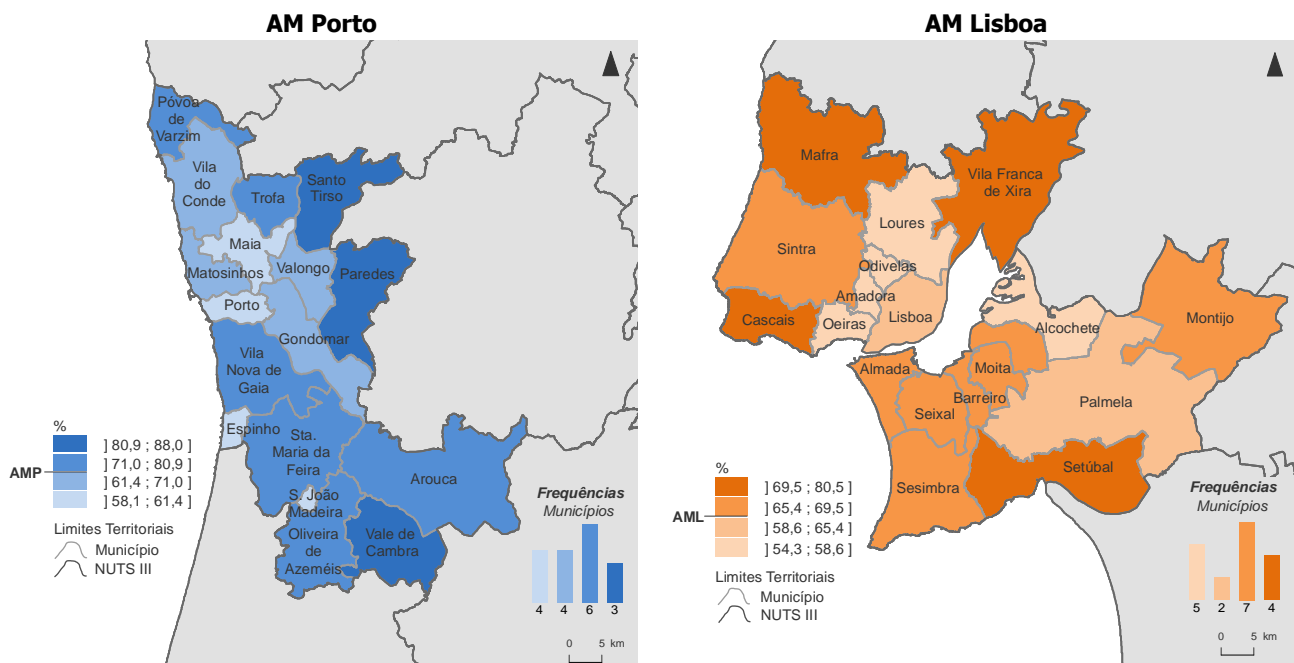 AM Porto
Póvoa
de
Varzim
Vila
do
Conde
Trofa
Santo
Tirso
Maia
Matosinhos
Valongo
Paredes
Porto
Gondomar
Vila
Nova de
Gaia
Espinho
Sta.
Maria da
Feira
Arouca
S. João
Madeira
Oliveira
de
Azeméis
Vale de
Cambra
%
] 80,9 ; 88,0 ]
] 71,0 ; 80,9 ]
AMP
] 61,4 ; 71,0 ]
] 58,1 ; 61,4 ]
Limites Territoriais
Município
NUTS III
Frequências
Municípios
4 4 6 3
0 5 km
AM Lisboa
Mafra
Vila Franca
de Xira
Loures
Sintra
Odivelas
Amadora
Cascais
Oeiras
Lisboa
Alcochete
Montijo
Almada
Moita
Barreiro
Seixal
Palmela
Setúbal
Sesimbra
%
] 69,5 ; 80,5 ]
] 65,4 ; 69,5 ]
AML
] 58,6 ; 65,4 ]
] 54,3 ; 58,6 ]
Limites Territoriais
Município
NUTS III
Frequências
Municípios
5 2 7 4
0 5 km